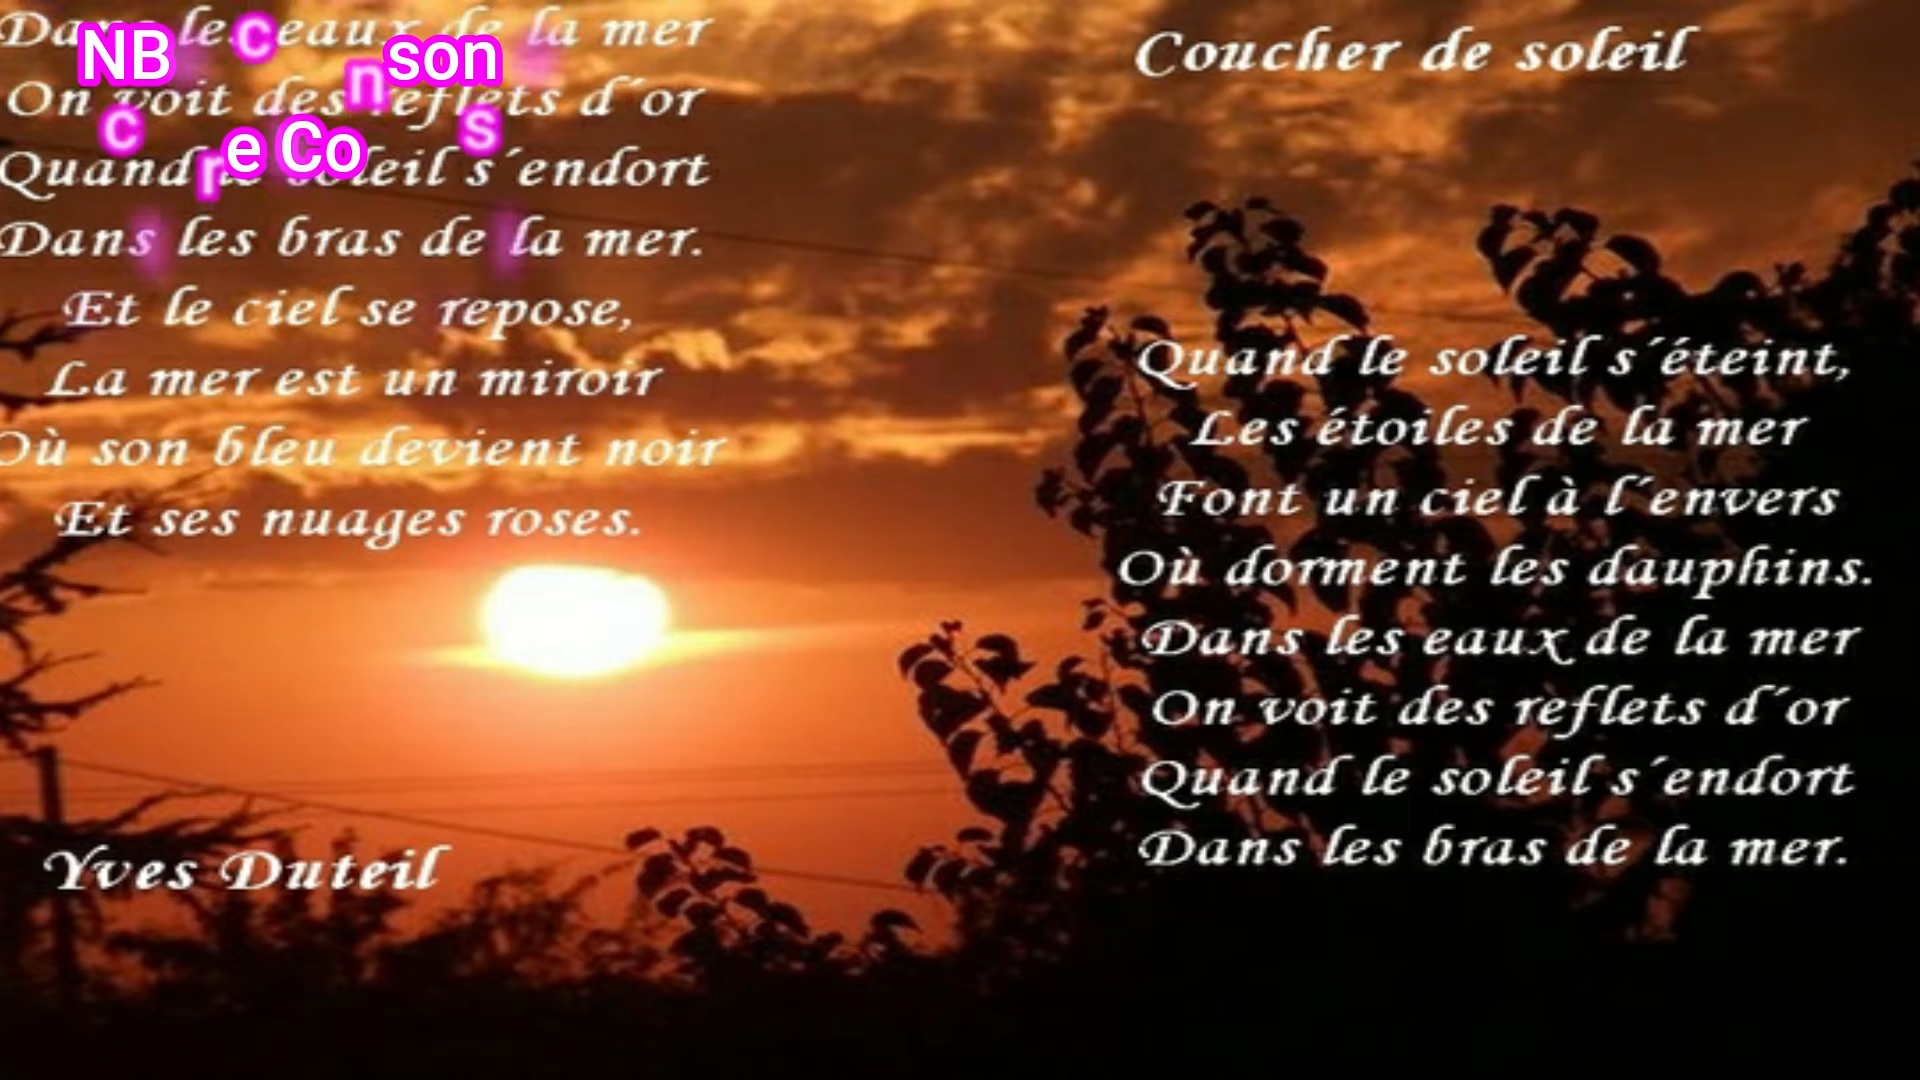 Coucher de soleil
Quand le soleil s´éteint,
Les étoiles de la mer
Font un ciel à l´envers
Où dorment les dauphins.
Dans les eaux de la mer
On voit des reflets d´or
Quand le soleil s´endort
Dans les bras de la mer.
eaux de la mer
On voit des reflets d´or
Quand soleil s´endort
Dans les bras de la mer.
Et le ciel se repose,
La mer est un miroir
Où son bleu devient noir
Et ses nuages roses.
Yves Duteil
NB son
Co